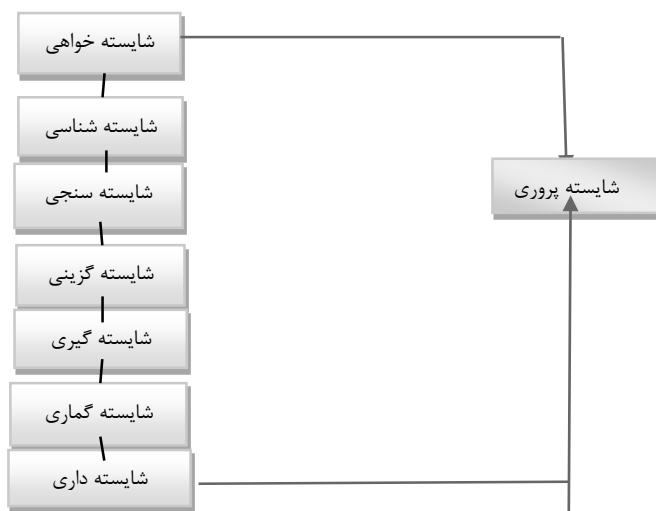 شایسته خواهی
شایسته شناسی
شایسته سنجی
شایسته پروری
شایسته گزینی
شایسته گیری
شایسته گماری
شایسته داری